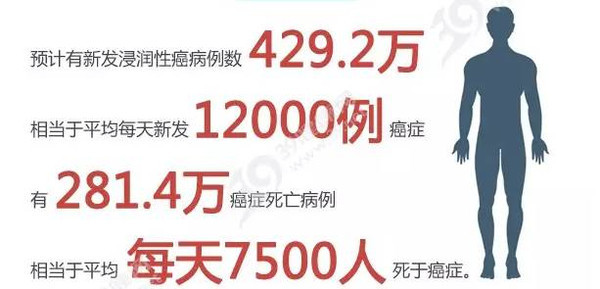 预计有新发浸润性癌病例数 429.2万
相当于平均每天新发 12000例 癌症
有 281.4万 癌症死亡病例
相当于平均 每天7500人 死于癌症。